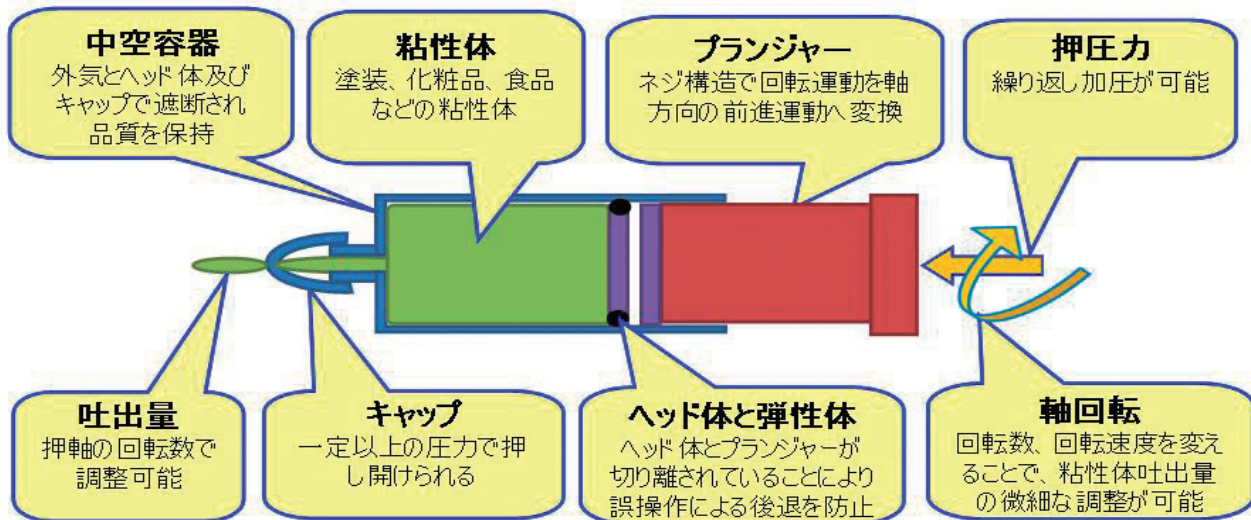 中空容器
外気とヘッド体及び
キャップで遮断され
品質を保持
粘性体
塗装、化粧品、食品
などの粘性体
プランジャー
ネジ構造で回転運動を軸
方向の前進運動へ変換
押圧力
繰り返し加圧が可能
吐出量
押軸の回転数で
調整可能
キャップ
一定以上の圧力で押
し開けられる
ヘッド体と弾性体
ヘッド体とプランジャーが
切り離されていることにより
誤操作による後退を防止
軸回転
回転数、回転速度を変え
ることで、粘性体吐出量
の微細な調整が可能